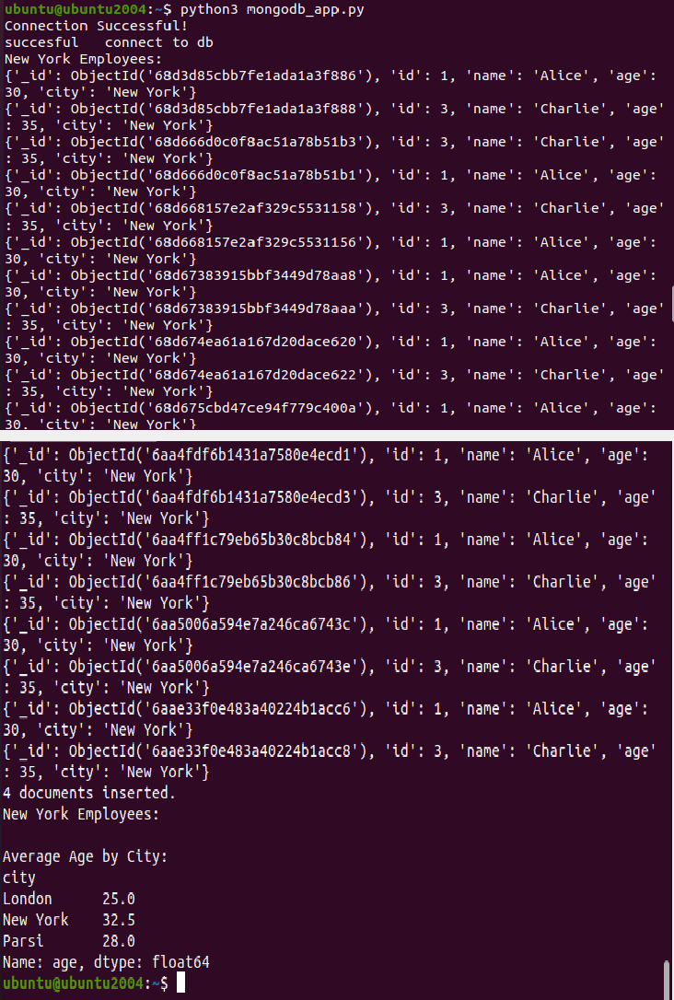 ubuntu@ubuntu2004:~$ python3 mongodb_app.py
Connection Successful!
succesful   connect to db
New York Employees:
{'_id': ObjectId('68d3d85cbb7fe1ada1a3f886'), 'id': 1, 'name': 'Alice', 'age':
30, 'city': 'New York'}
{'_id': ObjectId('68d3d85cbb7fe1ada1a3f888'), 'id': 3, 'name': 'Charlie', 'age'
: 35, 'city': 'New York'}
{'_id': ObjectId('68d666d0c0f8ac51a78b51b3'), 'id': 3, 'name': 'Charlie', 'age'
: 35, 'city': 'New York'}
{'_id': ObjectId('68d666d0c0f8ac51a78b51b1'), 'id': 1, 'name': 'Alice', 'age':
30, 'city': 'New York'}
{'_id': ObjectId('68d668157e2af329c5531158'), 'id': 3, 'name': 'Charlie', 'age'
: 35, 'city': 'New York'}
{'_id': ObjectId('68d668157e2af329c5531156'), 'id': 1, 'name': 'Alice', 'age':
30, 'city': 'New York'}
{'_id': ObjectId('68d67383915bbf3449d78aa8'), 'id': 1, 'name': 'Alice', 'age':
30, 'city': 'New York'}
{'_id': ObjectId('68d67383915bbf3449d78aaa'), 'id': 3, 'name': 'Charlie', 'age'
: 35, 'city': 'New York'}
{'_id': ObjectId('68d674ea61a167d20dace620'), 'id': 1, 'name': 'Alice', 'age':
30, 'city': 'New York'}
{'_id': ObjectId('68d674ea61a167d20dace622'), 'id': 3, 'name': 'Charlie', 'age'
: 35, 'city': 'New York'}
{'_id': ObjectId('68d675cbd47ce94f779c400a'), 'id': 1, 'name': 'Alice', 'age':
30, 'city': 'New York'}
{'_id': ObjectId('6aa4fdf6b1431a7580e4ecd1'), 'id': 1, 'name': 'Alice', 'age':
30, 'city': 'New York'}
{'_id': ObjectId('6aa4fdf6b1431a7580e4ecd3'), 'id': 3, 'name': 'Charlie', 'age'
: 35, 'city': 'New York'}
{'_id': ObjectId('6aa4ff1c79eb65b30c8bcb84'), 'id': 1, 'name': 'Alice', 'age':
30, 'city': 'New York'}
{'_id': ObjectId('6aa4ff1c79eb65b30c8bcb86'), 'id': 3, 'name': 'Charlie', 'age'
: 35, 'city': 'New York'}
{'_id': ObjectId('6aa5006a594e7a246ca6743c'), 'id': 1, 'name': 'Alice', 'age':
30, 'city': 'New York'}
{'_id': ObjectId('6aa5006a594e7a246ca6743e'), 'id': 3, 'name': 'Charlie', 'age'
: 35, 'city': 'New York'}
{'_id': ObjectId('6aae33f0e483a40224b1acc6'), 'id': 1, 'name': 'Alice', 'age':
30, 'city': 'New York'}
{'_id': ObjectId('6aae33f0e483a40224b1acc8'), 'id': 3, 'name': 'Charlie', 'age'
: 35, 'city': 'New York'}
4 documents inserted.
New York Employees:
Average Age by City:
city
London      25.0
New York    32.5
Parsi       28.0
Name: age, dtype: float64
ubuntu@ubuntu2004:~$